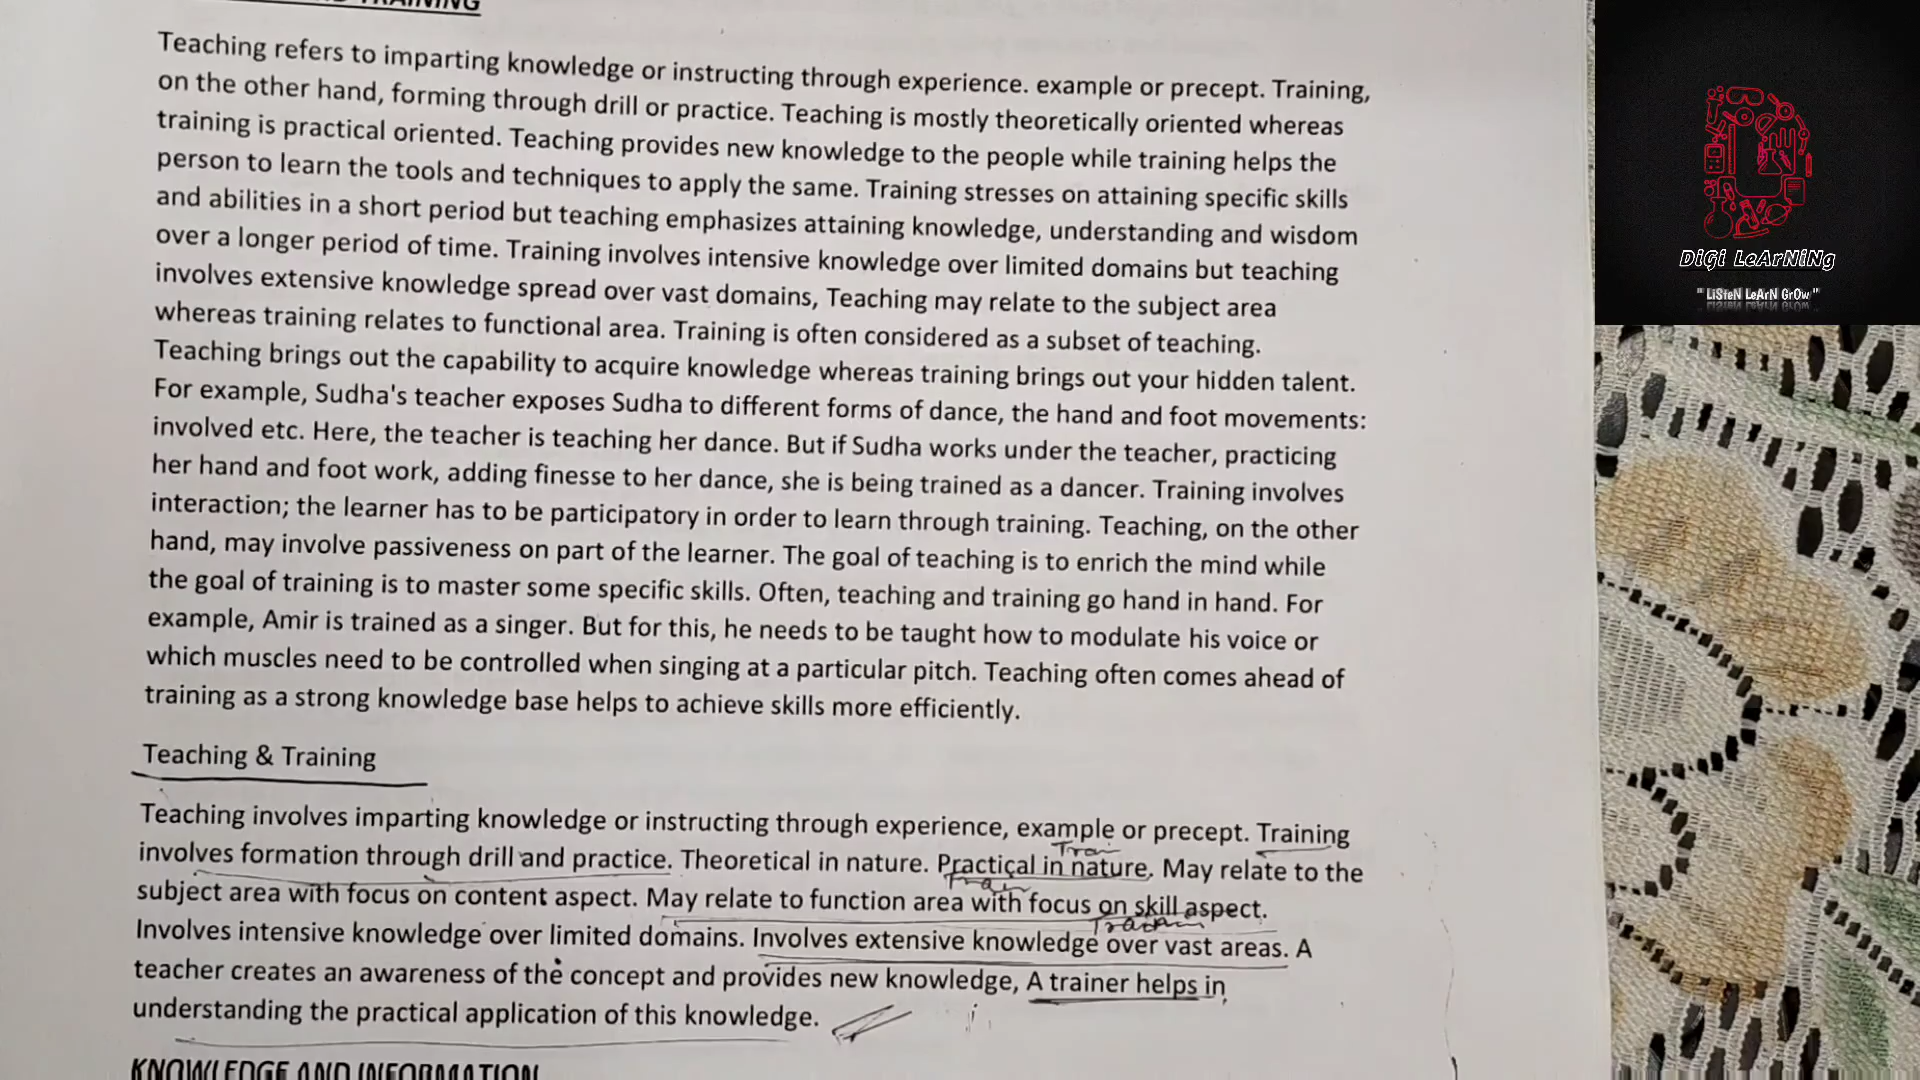 TRAINING
Teaching refers to imparting knowledge or instructing through experience. example or precept. Training,
on the other hand, forming through drill or practice. Teaching is mostly theoretically oriented whereas
training is practical oriented. Teaching provides new knowledge to the people while training helps the
person to learn the tools and techniques to apply the same. Training stresses on attaining specific skills
and abilities in a short period but teaching emphasizes attaining knowledge, understanding and wisdom
over a longer period of time. Training involves intensive knowledge over limited domains but teaching
involves extensive knowledge spread over vast domains, Teaching may relate to the subject area
whereas training relates to functional area. Training is often considered as a subset of teaching.
Teaching brings out the capability to acquire knowledge whereas training brings out your hidden talent.
For example, Sudha's teacher exposes Sudha to different forms of dance, the hand and foot movements:
involved etc. Here, the teacher is teaching her dance. But if Sudha works under the teacher, practicing
her hand and foot work, adding finesse to her dance, she is being trained as a dancer. Training involves
interaction; the learner has to be participatory in order to learn through training. Teaching, on the other
hand, may involve passiveness on part of the learner. The goal of teaching is to enrich the mind while
the goal of training is to master some specific skills. Often, teaching and training go hand in hand. For
example, Amir is trained as a singer. But for this, he needs to be taught how to modulate his voice or
which muscles need to be controlled when singing at a particular pitch. Teaching often comes ahead of
training as a strong knowledge base helps to achieve skills more efficiently.
Teaching & Training
Teaching involves imparting knowledge or instructing through experience, example or precept. Training
involves formation through drill and practice. Theoretical in nature. Practical in nature. May relate to the
subject area with focus on content aspect. May relate to function area with focus on skill aspect.
Involves intensive knowledge over limited domains. Involves extensive knowledge over vast areas. A
teacher creates an awareness of the concept and provides new knowledge, A trainer helps in
understanding the practical application of this knowledge.
KNOWLEDGE AND INFORMATION
DiGi LeArNiNg
" LiSteN LeArN GrOw "